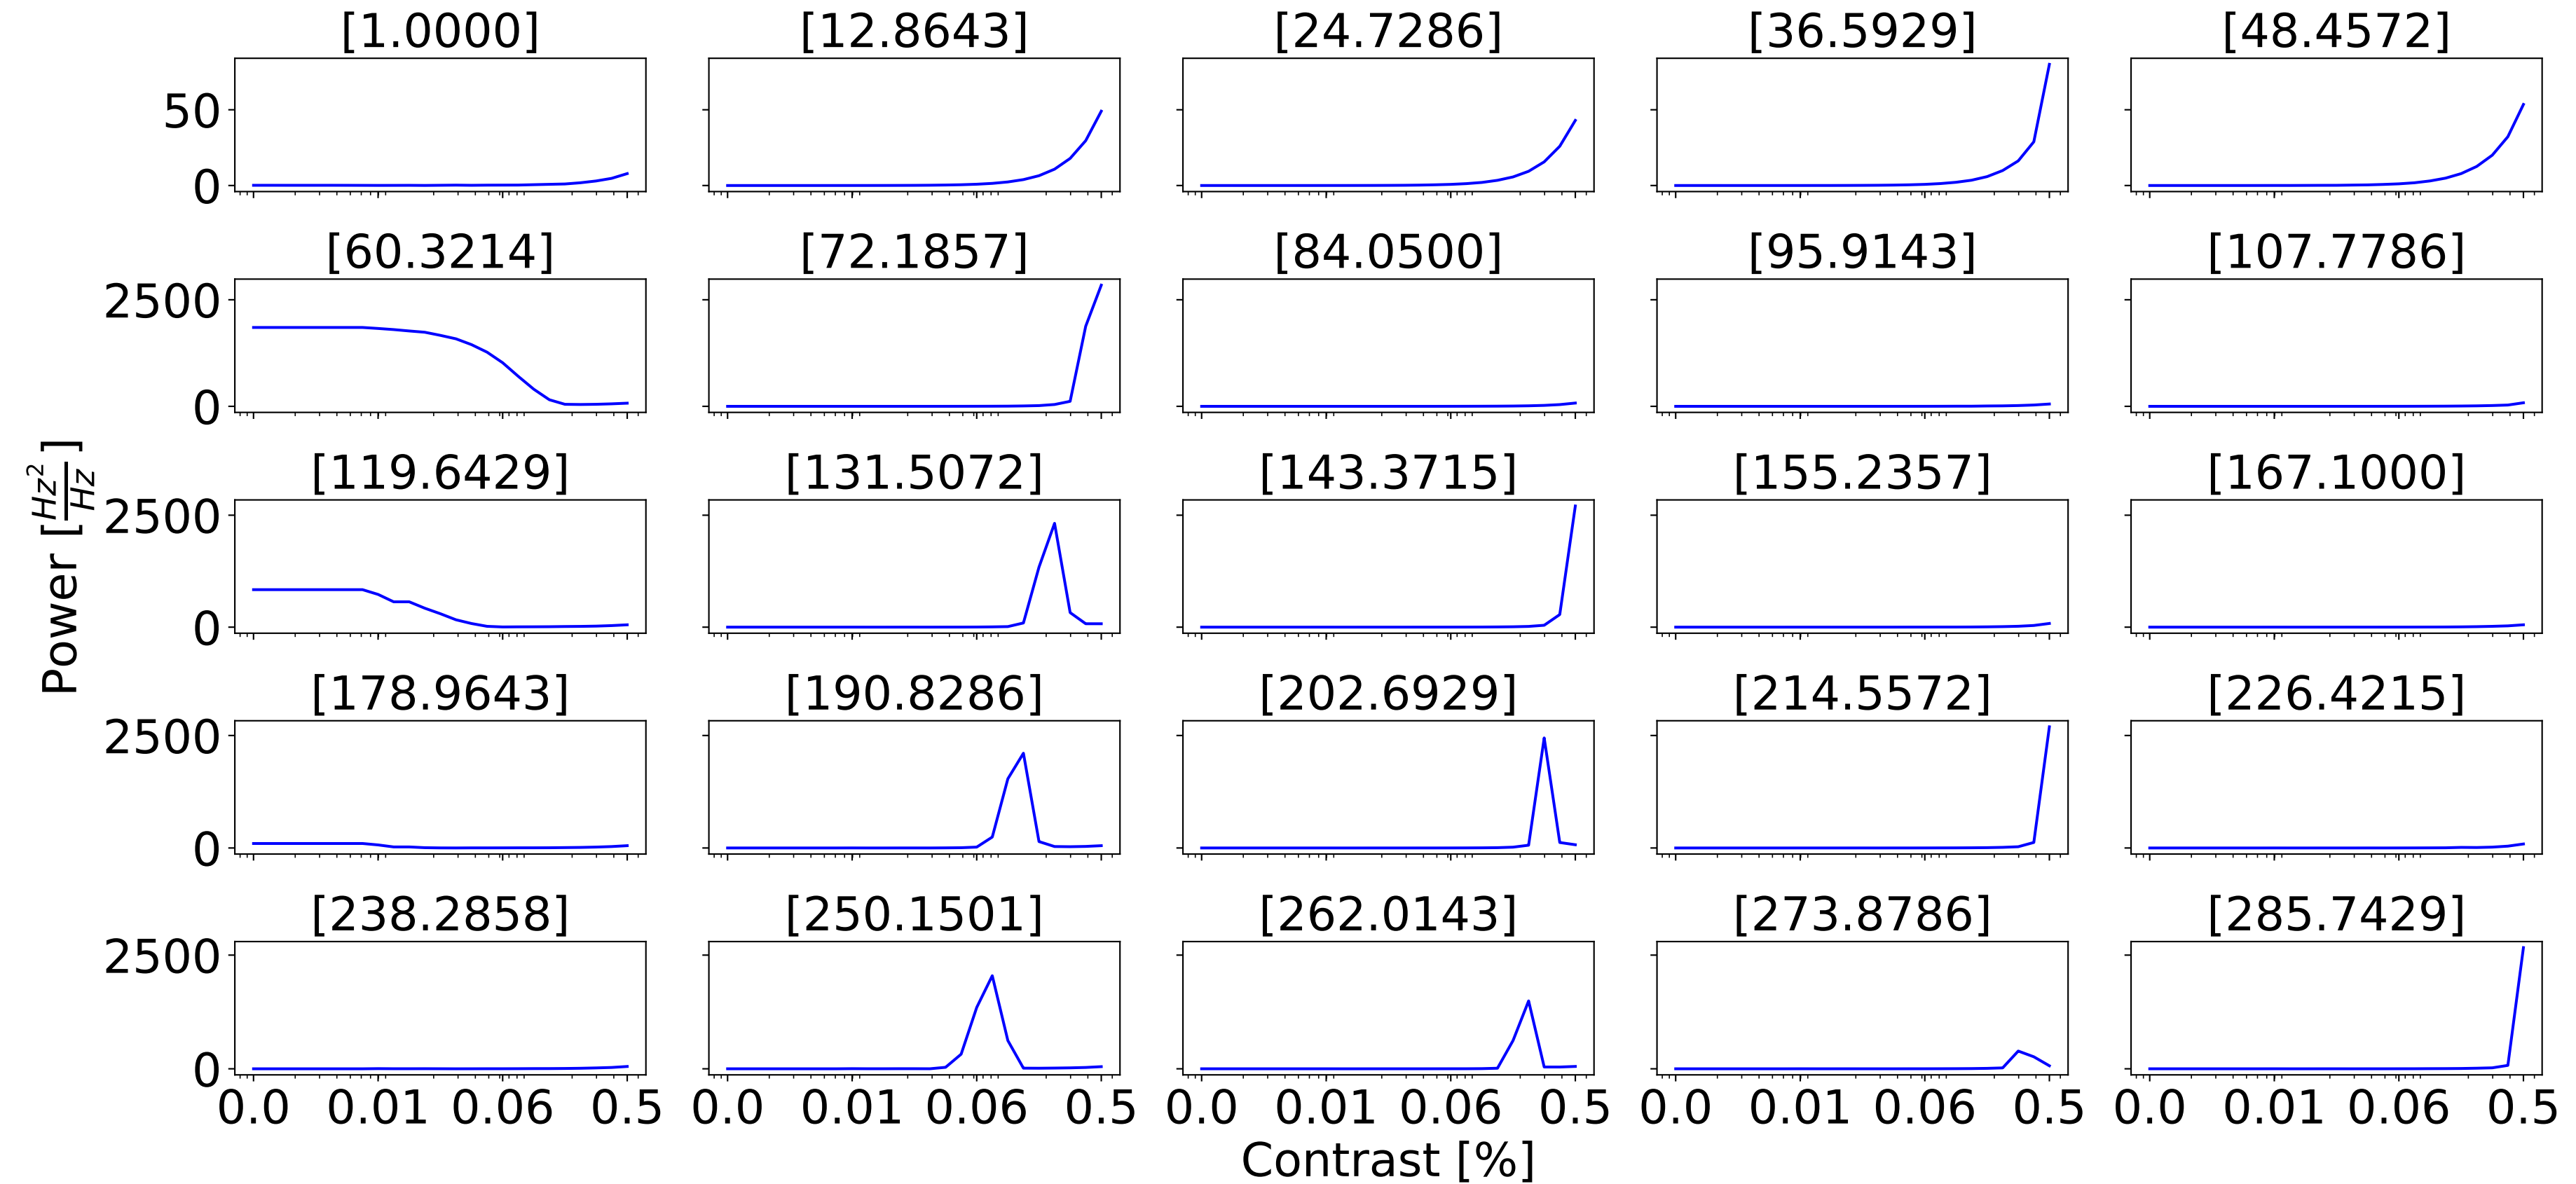 [1.0000] [12.8643] [24.7286] [36.5929] [48.4572]
50
0
[60.3214] [72.1857] [84.0500] [95.9143] [107.7786]
2500
0
[119.6429] [131.5072] [143.3715] [155.2357] [167.1000]
2500
0
Power [Hz²/Hz]
[178.9643] [190.8286] [202.6929] [214.5572] [226.4215]
2500
0
[238.2858] [250.1501] [262.0143] [273.8786] [285.7429]
2500
0
0.0 0.01 0.06 0.5 0.0 0.01 0.06 0.5 0.0 0.01 0.06 0.5 0.0 0.01 0.06 0.5 0.0 0.01 0.06 0.5
Contrast [%]